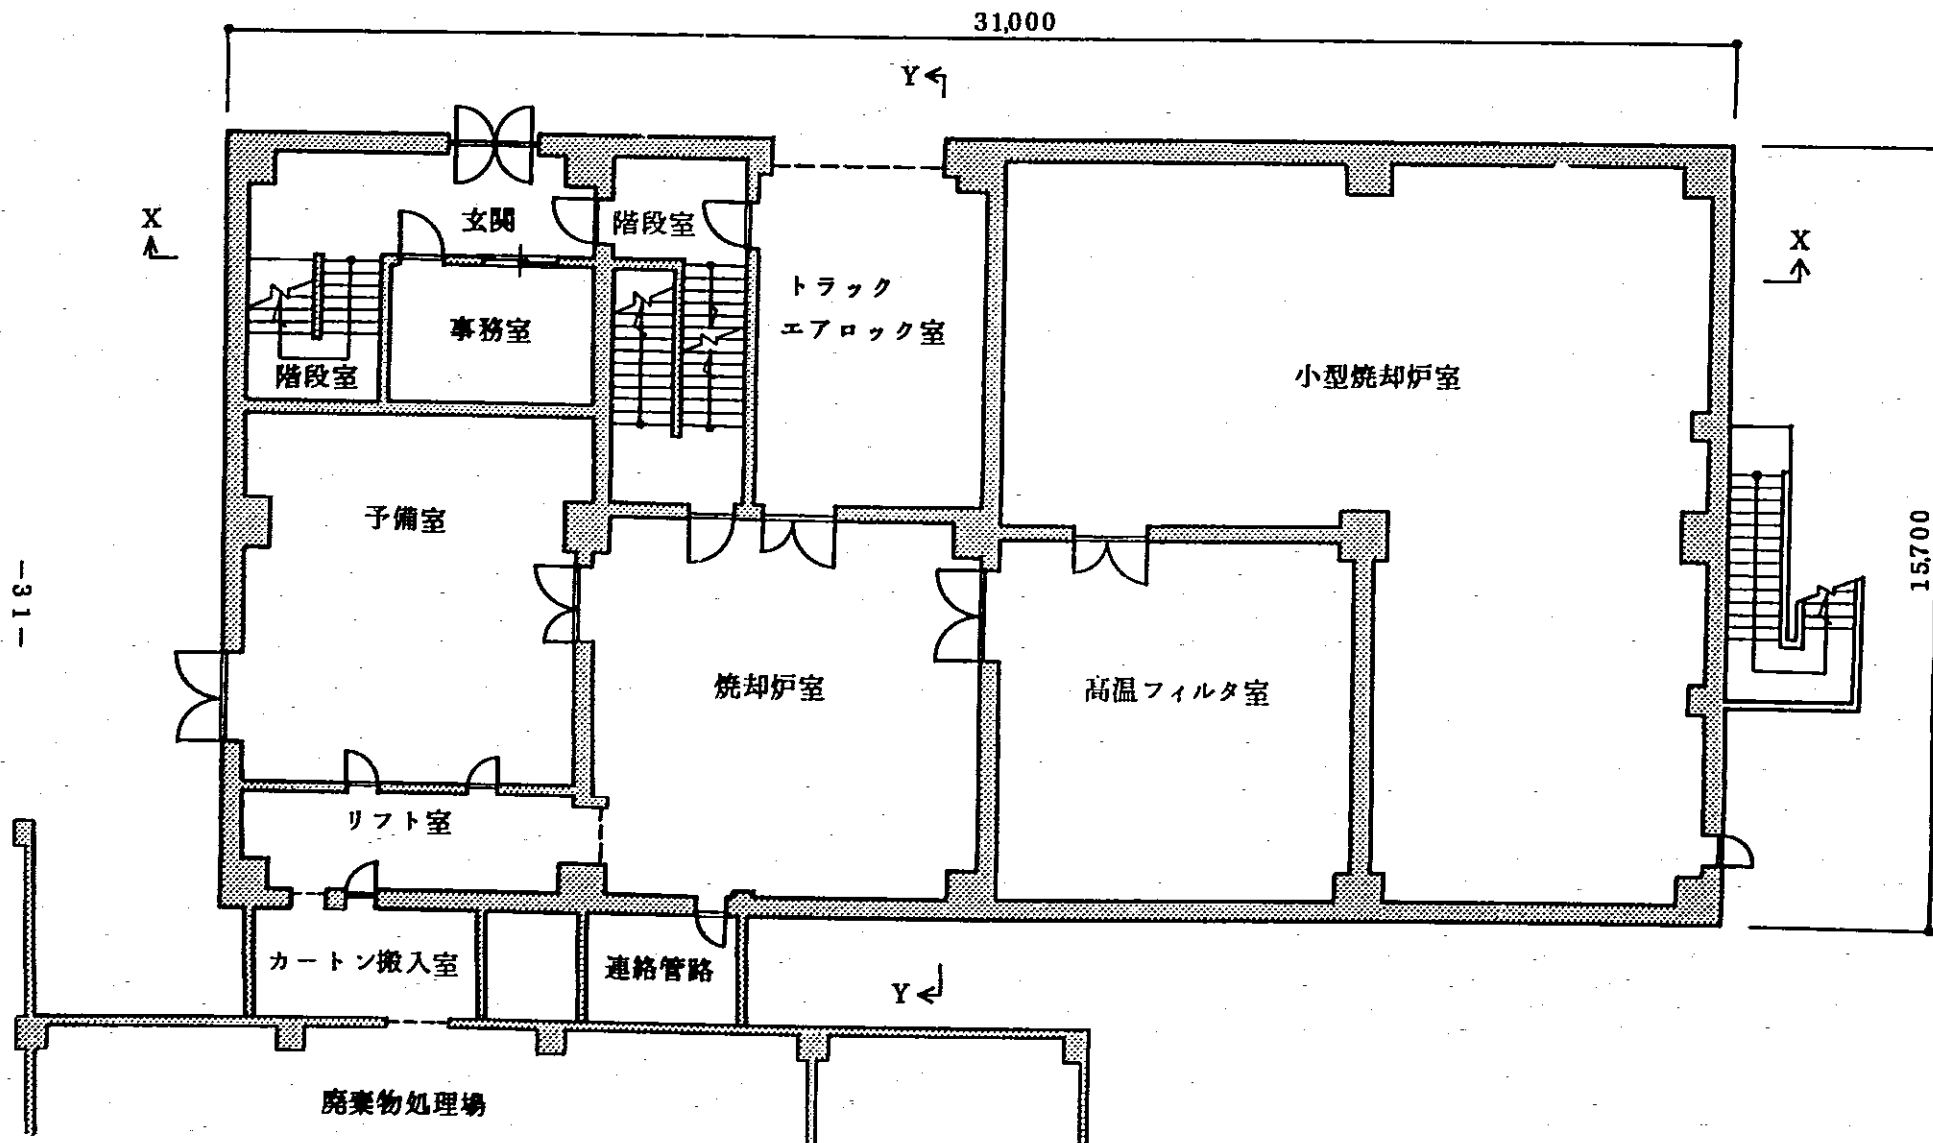 31,000
Y
X
玄関
階段室
X
トラック
エアロック室
事務室
階段室
小型焼却炉室
予備室
15,700
-31-
焼却炉室
高温フィルタ室
リフト室
カートン搬入室
連絡管路
Y
廃棄物処理場